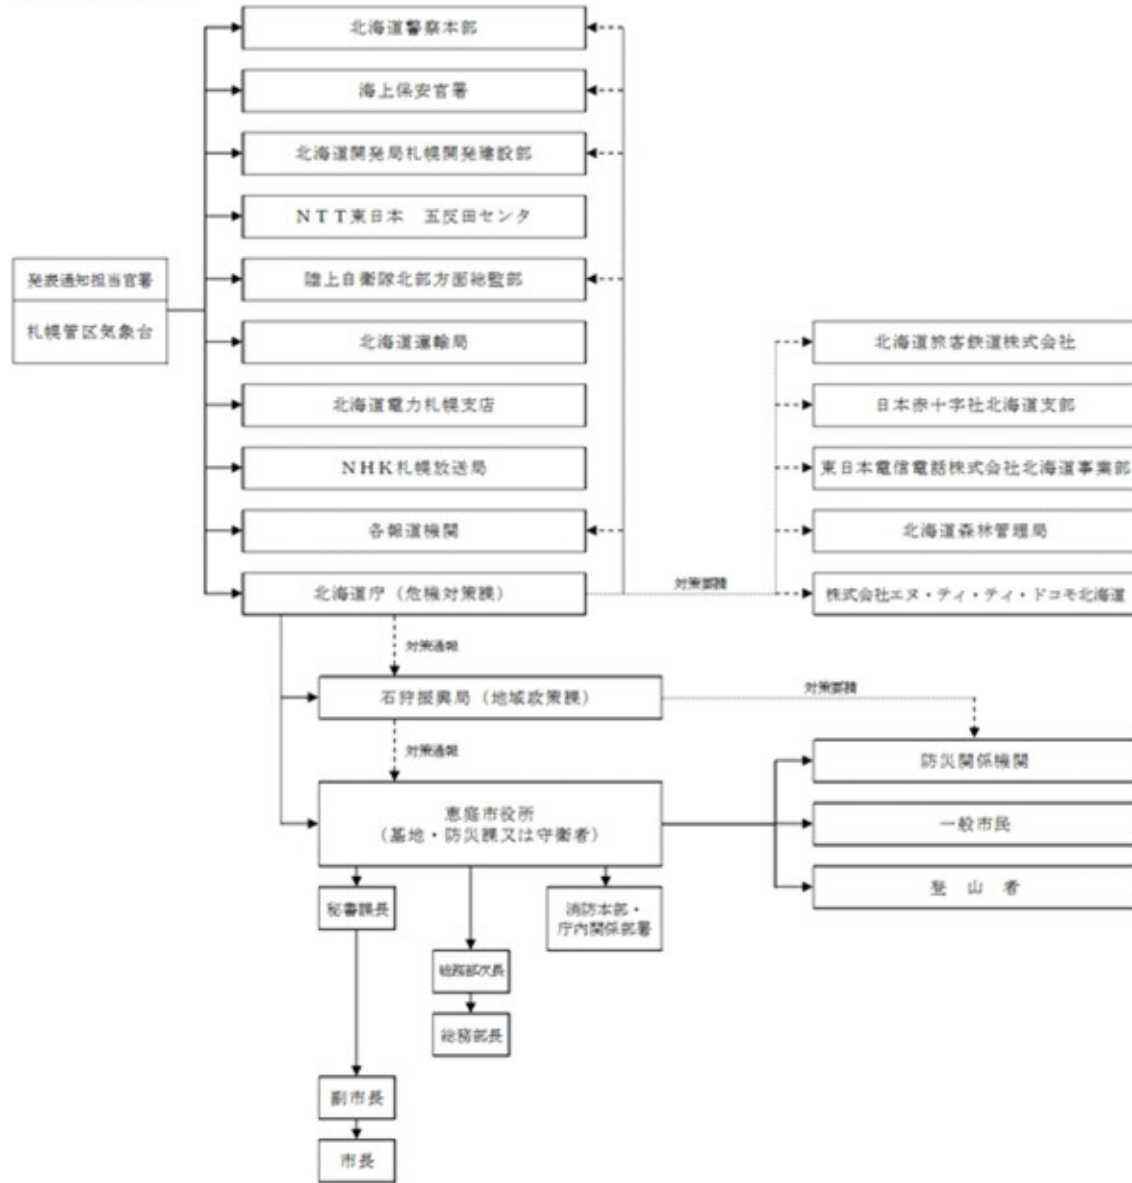 北海道警察本部
海上保安官署
北海道開発局札幌開発建設部
NTT東日本　五反田センタ
発表通知担当官署
札幌管区気象台
陸上自衛隊北部方面総監部
北海道運輸局
北海道旅客鉄道株式会社
北海道電力札幌支店
日本赤十字社北海道支部
NHK札幌放送局
東日本電信電話株式会社北海道事業部
各報道機関
北海道森林管理局
北海道庁（危機対策課）
対策要請
株式会社エヌ・ティ・ティ・ドコモ北海道
対策通報
石狩振興局（地域政策課）
対策要請
対策通報
防災関係機関
恵庭市役所
（基地・防災課又は守衛者）
一般市民
登　山　者
秘書課長
消防本部・
庁内関係部署
総務部次長
総務部長
副市長
市長